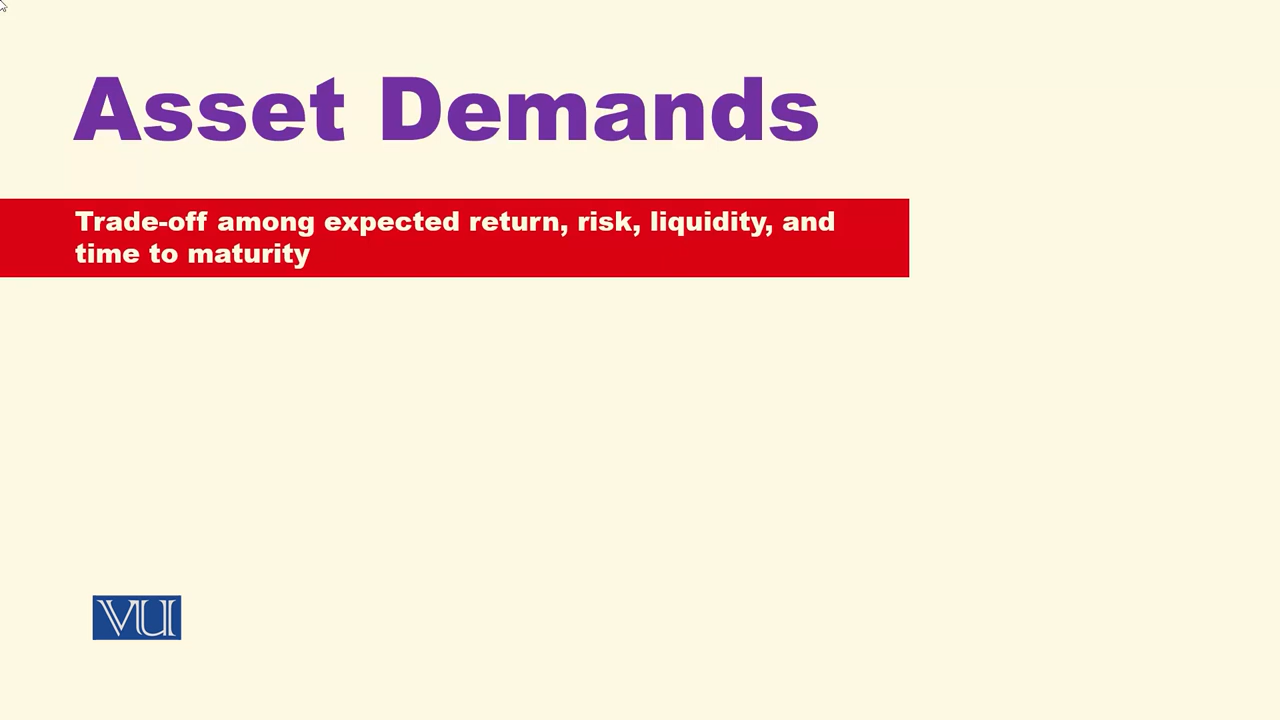 Asset Demands
Trade-off among expected return, risk, liquidity, and
time to maturity
VU